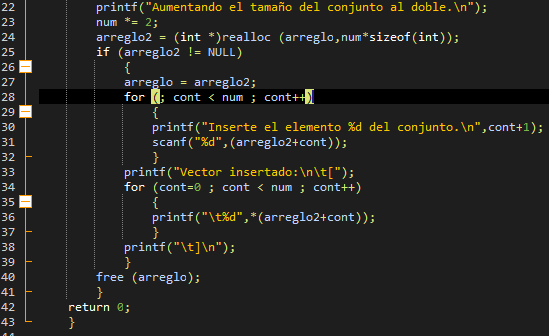 22 printf("Aumentando el tamaño del conjunto al doble.\n");
23 num *= 2;
24 arreglo2 = (int *)realloc (arreglo,num*sizeof(int));
25 if (arreglo2 != NULL)
26 {
27 arreglo = arreglo2;
28 for (; cont < num ; cont++)
29 {
30 printf("Inserte el elemento %d del conjunto.\n",cont+1);
31 scanf("%d",(arreglo2+cont));
32 }
33 printf("Vector insertado:\n\t[");
34 for (cont=0 ; cont < num ; cont++)
35 {
36 printf("\t%d",*(arreglo2+cont));
37 }
38 printf("\t]\n");
39 }
40 free (arreglo);
41 }
42 return 0;
43 }
44